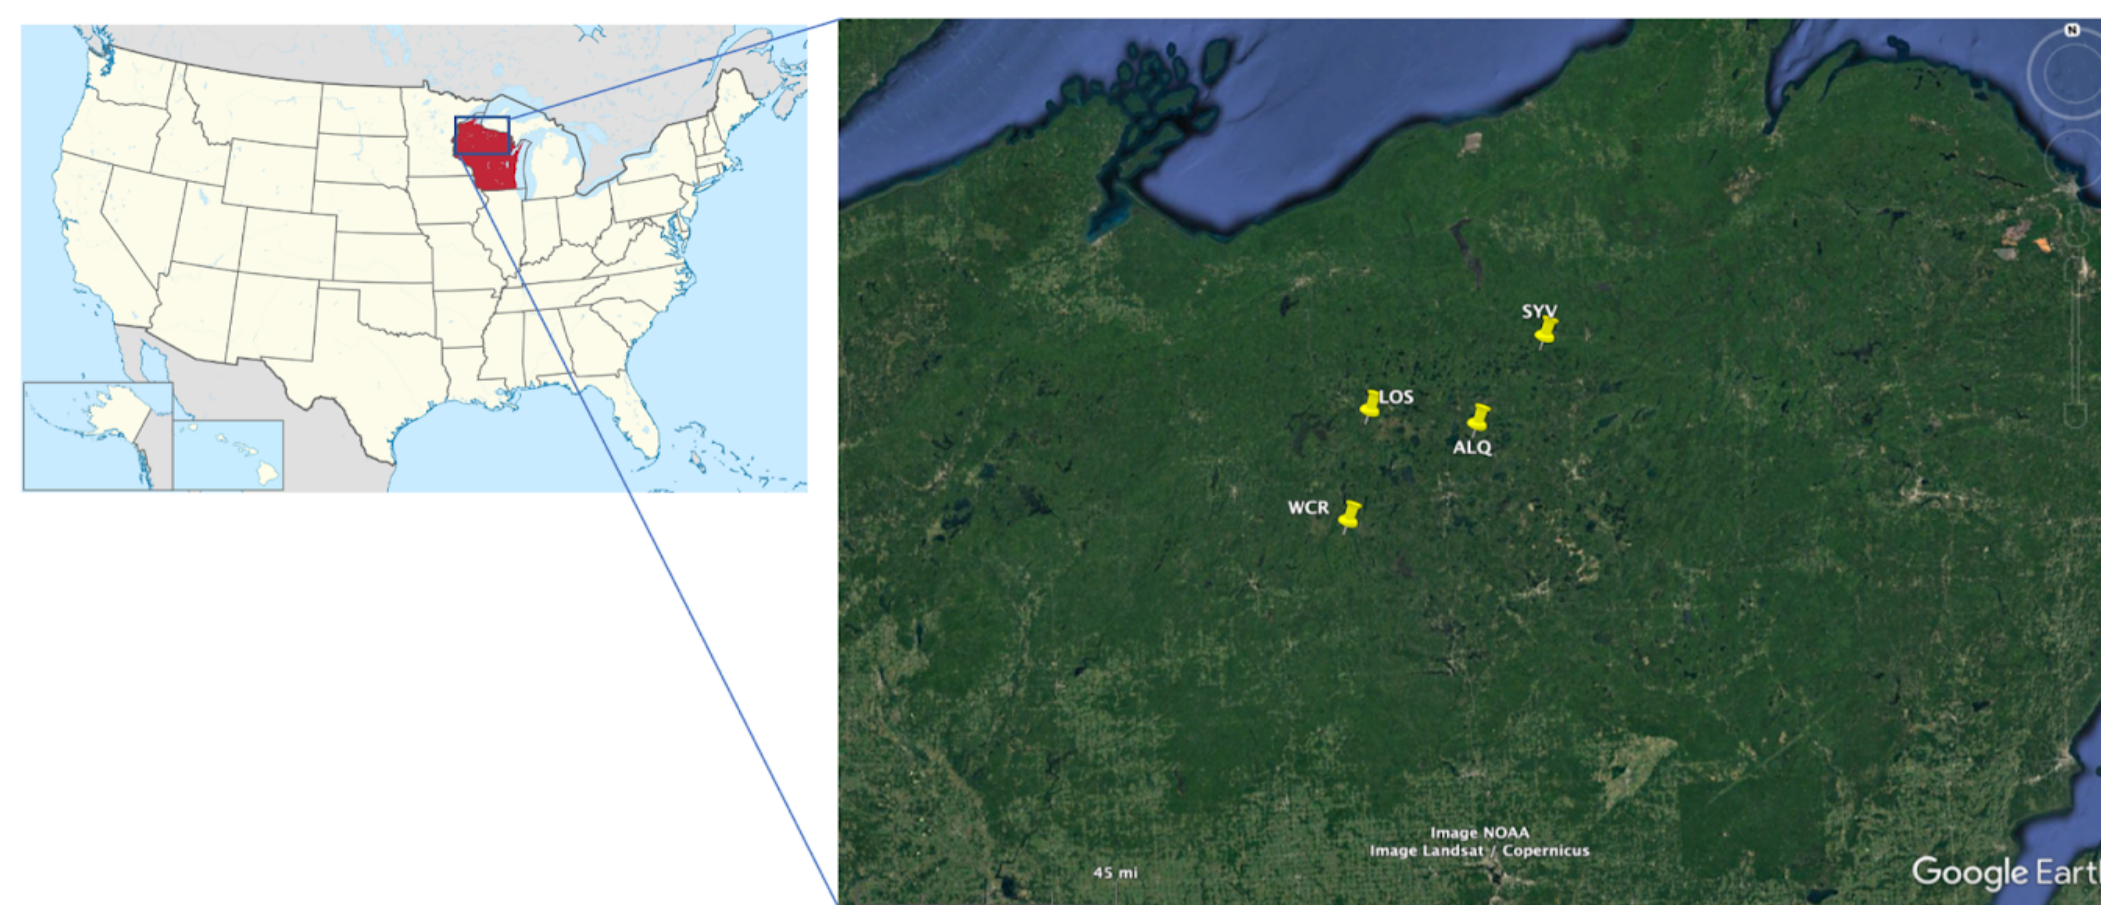 N
SYV
LOS
ALQ
WCR
Image NOAA
Image Landsat / Copernicus
45 mi
Google Eart